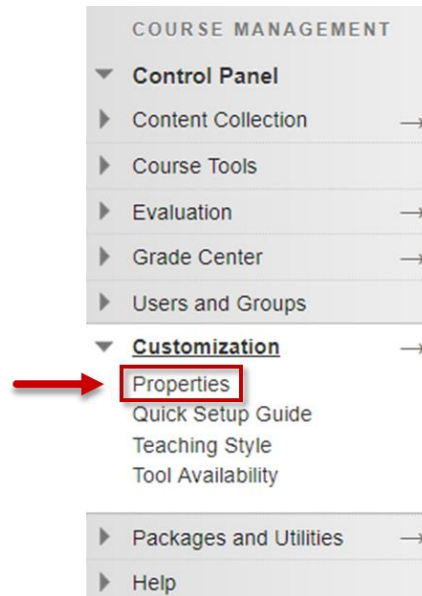 COURSE MANAGEMENT
Control Panel
Content Collection
Course Tools
Evaluation
Grade Center
Users and Groups
Customization
Properties
Quick Setup Guide
Teaching Style
Tool Availability
Packages and Utilities
Help